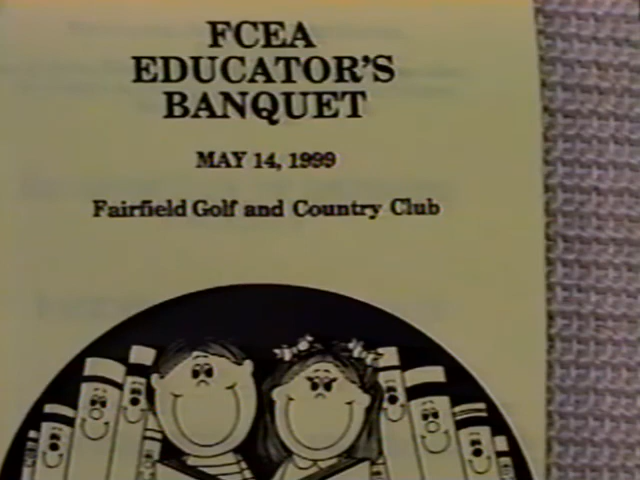 FCEA
EDUCATOR'S
BANQUET
MAY 14, 1999
Fairfield Golf and Country Club